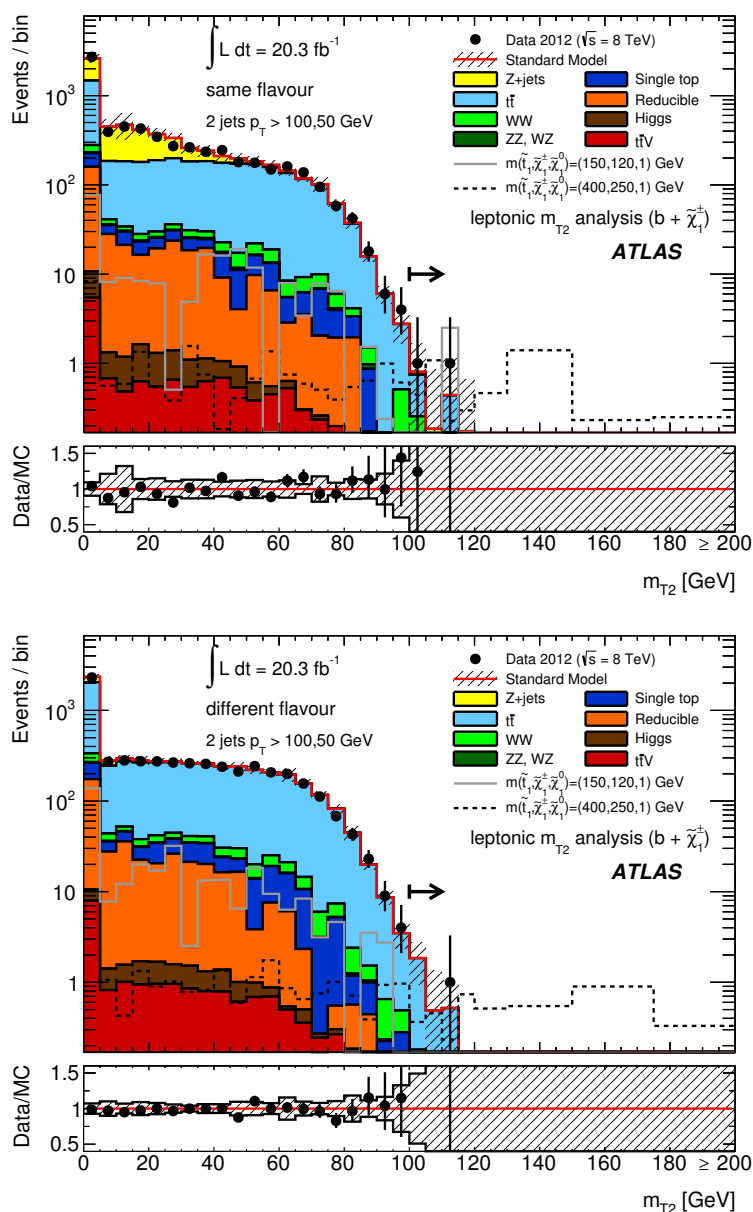 Events / bin
10³
10²
10
1
∫ L dt = 20.3 fb⁻¹
same flavour
2 jets p_T > 100,50 GeV
Data 2012 (√s = 8 TeV)
Standard Model
Z+jets Single top
tt̄ Reducible
WW Higgs
ZZ, WZ tt̄V
m(t̃₁,χ̃₁±,χ̃₁⁰)=(150,120,1) GeV
m(t̃₁,χ̃₁±,χ̃₁⁰)=(400,250,1) GeV
leptonic m_T2 analysis (b + χ̃₁±)
ATLAS
Data/MC
1.5
1
0.5
0 20 40 60 80 100 120 140 160 180 ≥ 200
m_T2 [GeV]
Events / bin
10³
10²
10
1
∫ L dt = 20.3 fb⁻¹
different flavour
2 jets p_T > 100,50 GeV
Data 2012 (√s = 8 TeV)
Standard Model
Z+jets Single top
tt̄ Reducible
WW Higgs
ZZ, WZ tt̄V
m(t̃₁,χ̃₁±,χ̃₁⁰)=(150,120,1) GeV
m(t̃₁,χ̃₁±,χ̃₁⁰)=(400,250,1) GeV
leptonic m_T2 analysis (b + χ̃₁±)
ATLAS
Data/MC
1.5
1
0.5
0 20 40 60 80 100 120 140 160 180 ≥ 200
m_T2 [GeV]